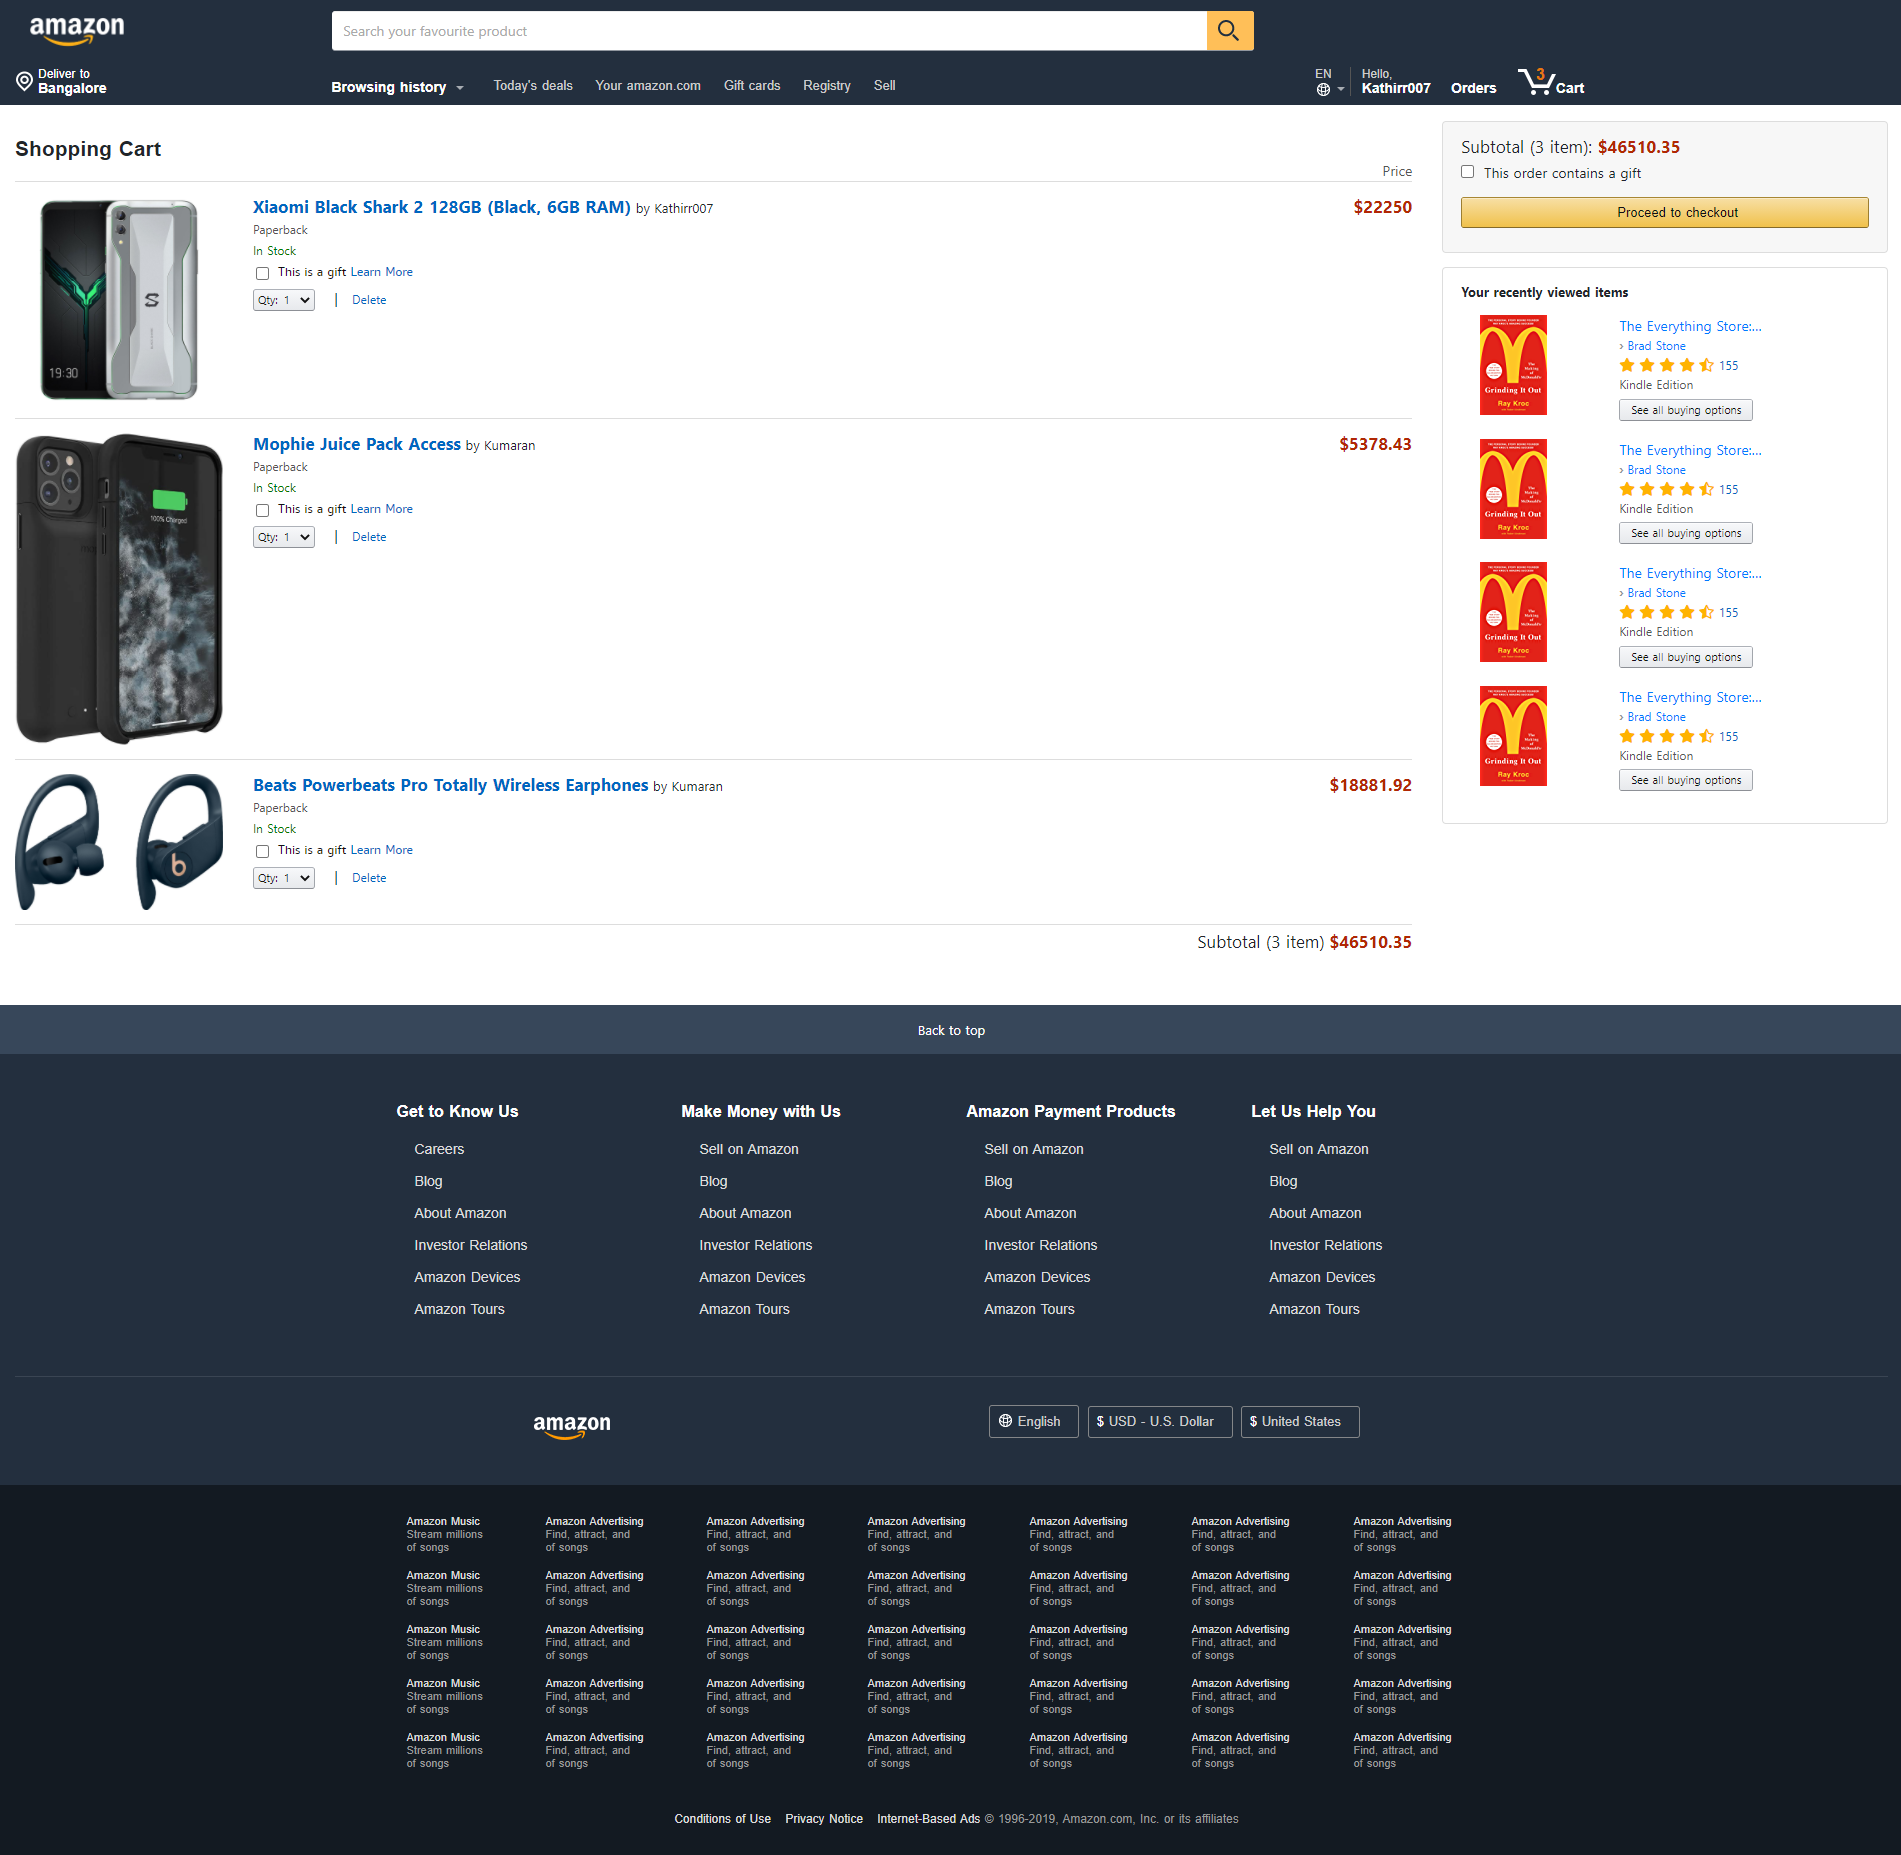 amazon
Search your favourite product
Deliver to
Bangalore
Browsing history
Today's deals
Your amazon.com
Gift cards
Registry
Sell
EN
Hello,
Kathirr007
Orders
3
Cart
Shopping Cart
Price
Xiaomi Black Shark 2 128GB (Black, 6GB RAM) by Kathirr007
$22250
Paperback
In Stock
This is a gift Learn More
Qty: 1 | Delete
19:30
Mophie Juice Pack Access by Kumaran
$5378.43
Paperback
In Stock
This is a gift Learn More
Qty: 1 | Delete
100% Charged
Beats Powerbeats Pro Totally Wireless Earphones by Kumaran
$18881.92
Paperback
In Stock
This is a gift Learn More
Qty: 1 | Delete
Subtotal (3 item) $46510.35
Subtotal (3 item): $46510.35
This order contains a gift
Proceed to checkout
Your recently viewed items
Grinding It Out
Ray Kroc
The Everything Store:...
› Brad Stone
155
Kindle Edition
See all buying options
Grinding It Out
Ray Kroc
The Everything Store:...
› Brad Stone
155
Kindle Edition
See all buying options
Grinding It Out
Ray Kroc
The Everything Store:...
› Brad Stone
155
Kindle Edition
See all buying options
Grinding It Out
Ray Kroc
The Everything Store:...
› Brad Stone
155
Kindle Edition
See all buying options
Back to top
Get to Know Us
Careers
Blog
About Amazon
Investor Relations
Amazon Devices
Amazon Tours
Make Money with Us
Sell on Amazon
Blog
About Amazon
Investor Relations
Amazon Devices
Amazon Tours
Amazon Payment Products
Sell on Amazon
Blog
About Amazon
Investor Relations
Amazon Devices
Amazon Tours
Let Us Help You
Sell on Amazon
Blog
About Amazon
Investor Relations
Amazon Devices
Amazon Tours
amazon
English
$ USD - U.S. Dollar
$ United States
Amazon Music Amazon Advertising Amazon Advertising Amazon Advertising Amazon Advertising Amazon Advertising Amazon Advertising
Stream millions Find, attract, and Find, attract, and Find, attract, and Find, attract, and Find, attract, and Find, attract, and
of songs of songs of songs of songs of songs of songs of songs
Amazon Music Amazon Advertising Amazon Advertising Amazon Advertising Amazon Advertising Amazon Advertising Amazon Advertising
Stream millions Find, attract, and Find, attract, and Find, attract, and Find, attract, and Find, attract, and Find, attract, and
of songs of songs of songs of songs of songs of songs of songs
Amazon Music Amazon Advertising Amazon Advertising Amazon Advertising Amazon Advertising Amazon Advertising Amazon Advertising
Stream millions Find, attract, and Find, attract, and Find, attract, and Find, attract, and Find, attract, and Find, attract, and
of songs of songs of songs of songs of songs of songs of songs
Amazon Music Amazon Advertising Amazon Advertising Amazon Advertising Amazon Advertising Amazon Advertising Amazon Advertising
Stream millions Find, attract, and Find, attract, and Find, attract, and Find, attract, and Find, attract, and Find, attract, and
of songs of songs of songs of songs of songs of songs of songs
Amazon Music Amazon Advertising Amazon Advertising Amazon Advertising Amazon Advertising Amazon Advertising Amazon Advertising
Stream millions Find, attract, and Find, attract, and Find, attract, and Find, attract, and Find, attract, and Find, attract, and
of songs of songs of songs of songs of songs of songs of songs
Conditions of Use Privacy Notice Internet-Based Ads © 1996-2019, Amazon.com, Inc. or its affiliates